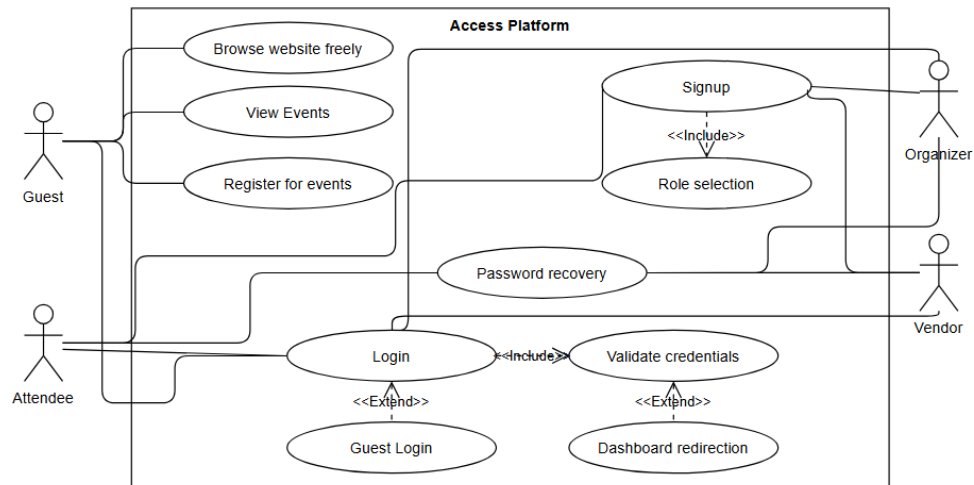 Access Platform
Browse website freely
Signup
View Events
<<Include>>
Guest
Organizer
Register for events
Role selection
Password recovery
Vendor
Login
<<Include>>
Validate credentials
Attendee
<<Extend>>
<<Extend>>
Guest Login
Dashboard redirection